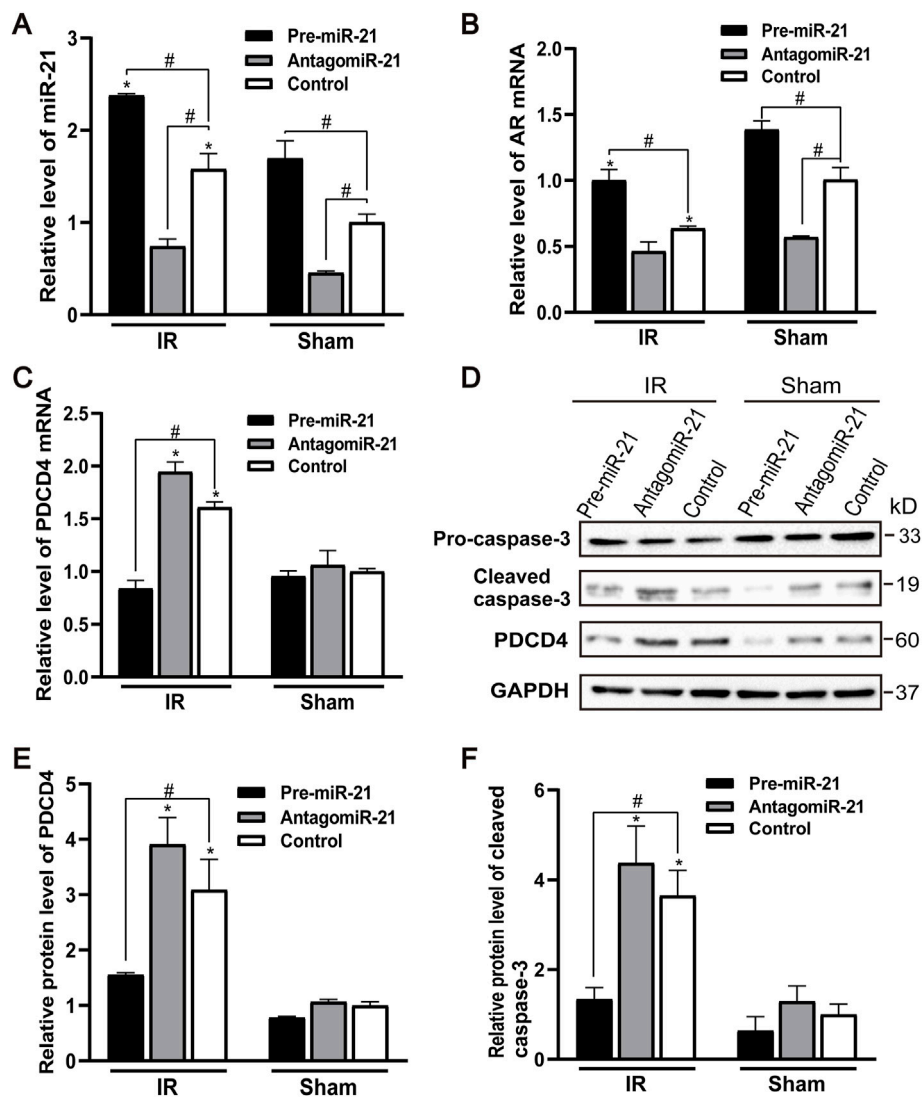 A
Relative level of miR-21
3
2
1
0
Pre-miR-21
AntagomiR-21
Control
*
#
#
*
#
#
IR
Sham
B
Relative level of AR mRNA
2.0
1.5
1.0
0.5
0.0
Pre-miR-21
AntagomiR-21
Control
*
#
*
#
#
IR
Sham
C
Relative level of PDCD4 mRNA
2.5
2.0
1.5
1.0
0.5
0.0
Pre-miR-21
AntagomiR-21
Control
#
*
*
IR
Sham
D
IR
Sham
Pre-miR-21
AntagomiR-21
Control
Pre-miR-21
AntagomiR-21
Control
kD
Pro-caspase-3
33
Cleaved
caspase-3
19
PDCD4
60
GAPDH
37
E
Relative protein level of PDCD4
5
4
3
2
1
0
Pre-miR-21
AntagomiR-21
Control
#
*
*
IR
Sham
F
Relative protein level of cleaved
caspase-3
6
4
2
0
Pre-miR-21
AntagomiR-21
Control
#
*
*
IR
Sham